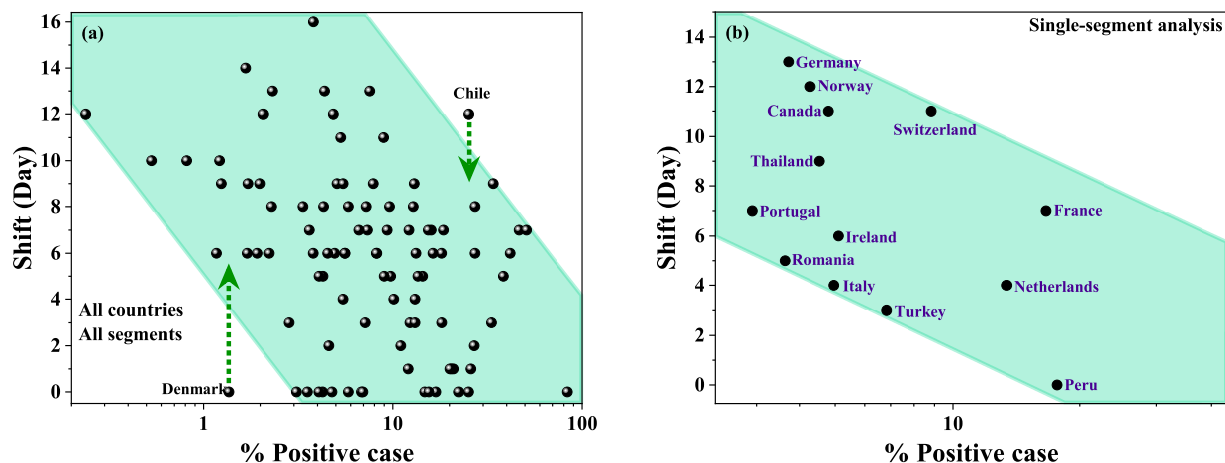 (a)
16
14
12
10
8
6
4
2
0
Shift (Day)
Chile
All countries
All segments
Denmark
1
10
100
% Positive case
(b)
Single-segment analysis
14
12
10
8
6
4
2
0
Shift (Day)
Germany
Norway
Canada
Switzerland
Thailand
Portugal
France
Ireland
Romania
Italy
Netherlands
Turkey
Peru
10
% Positive case